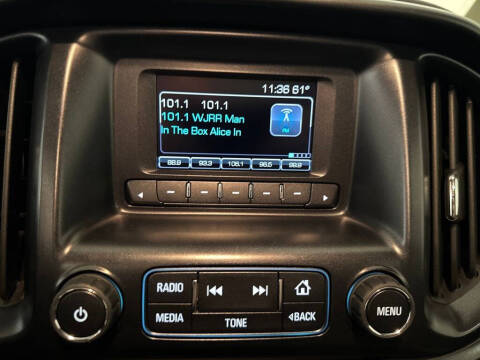 11:36 61°
101.1 101.1
101.1 WJRR Man
In The Box Alice In
FM
88.9 93.3 106.1 96.5 98.9
RADIO
MEDIA TONE BACK
MENU